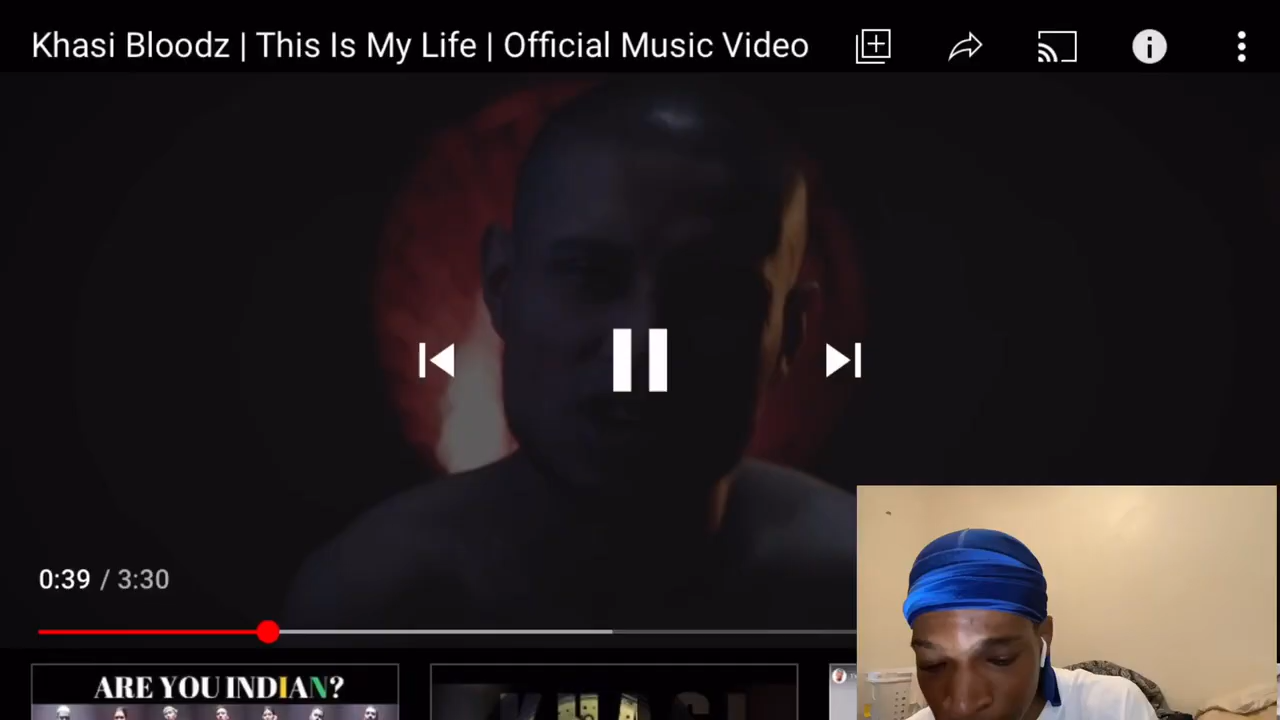 Khasi Bloodz | This Is My Life | Official Music Video
0:39 / 3:30
ARE YOU INDIAN?